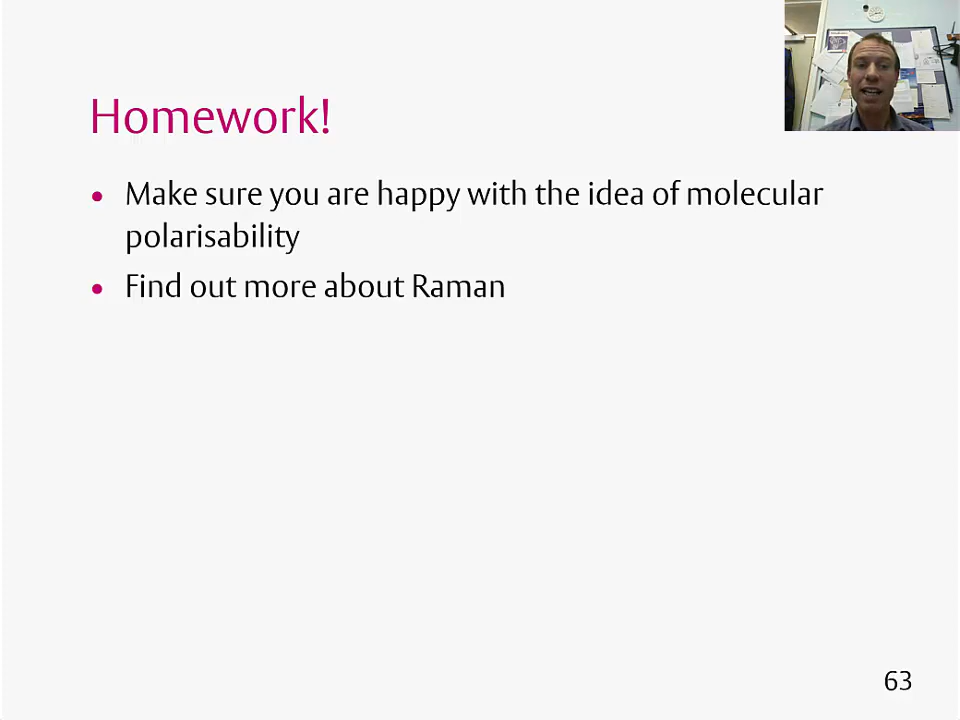 Homework!
• Make sure you are happy with the idea of molecular
polarisability
• Find out more about Raman
63